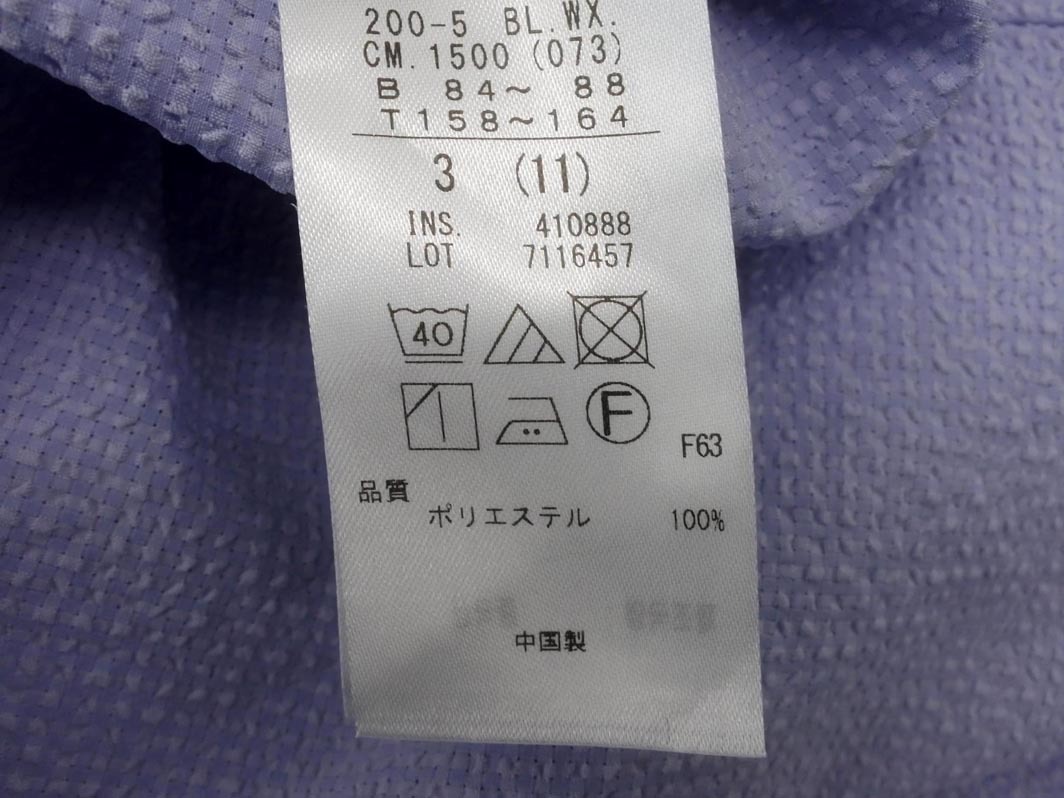 200-5 BL.WX.
CM.1500(073)
B 84～ 88
T158～164
3 (11)
INS. 410888
LOT 7116457
40
F
F63
品質
ポリエステル 100%
中国製